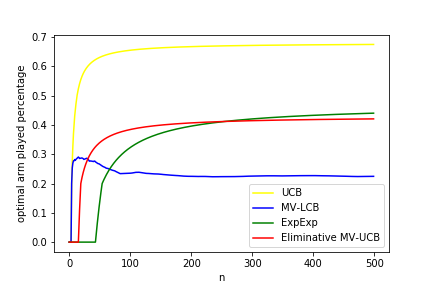 optimal arm played percentage
0.7
0.6
0.5
0.4
0.3
0.2
0.1
0.0
0 100 200 300 400 500
n
UCB
MV-LCB
ExpExp
Eliminative MV-UCB